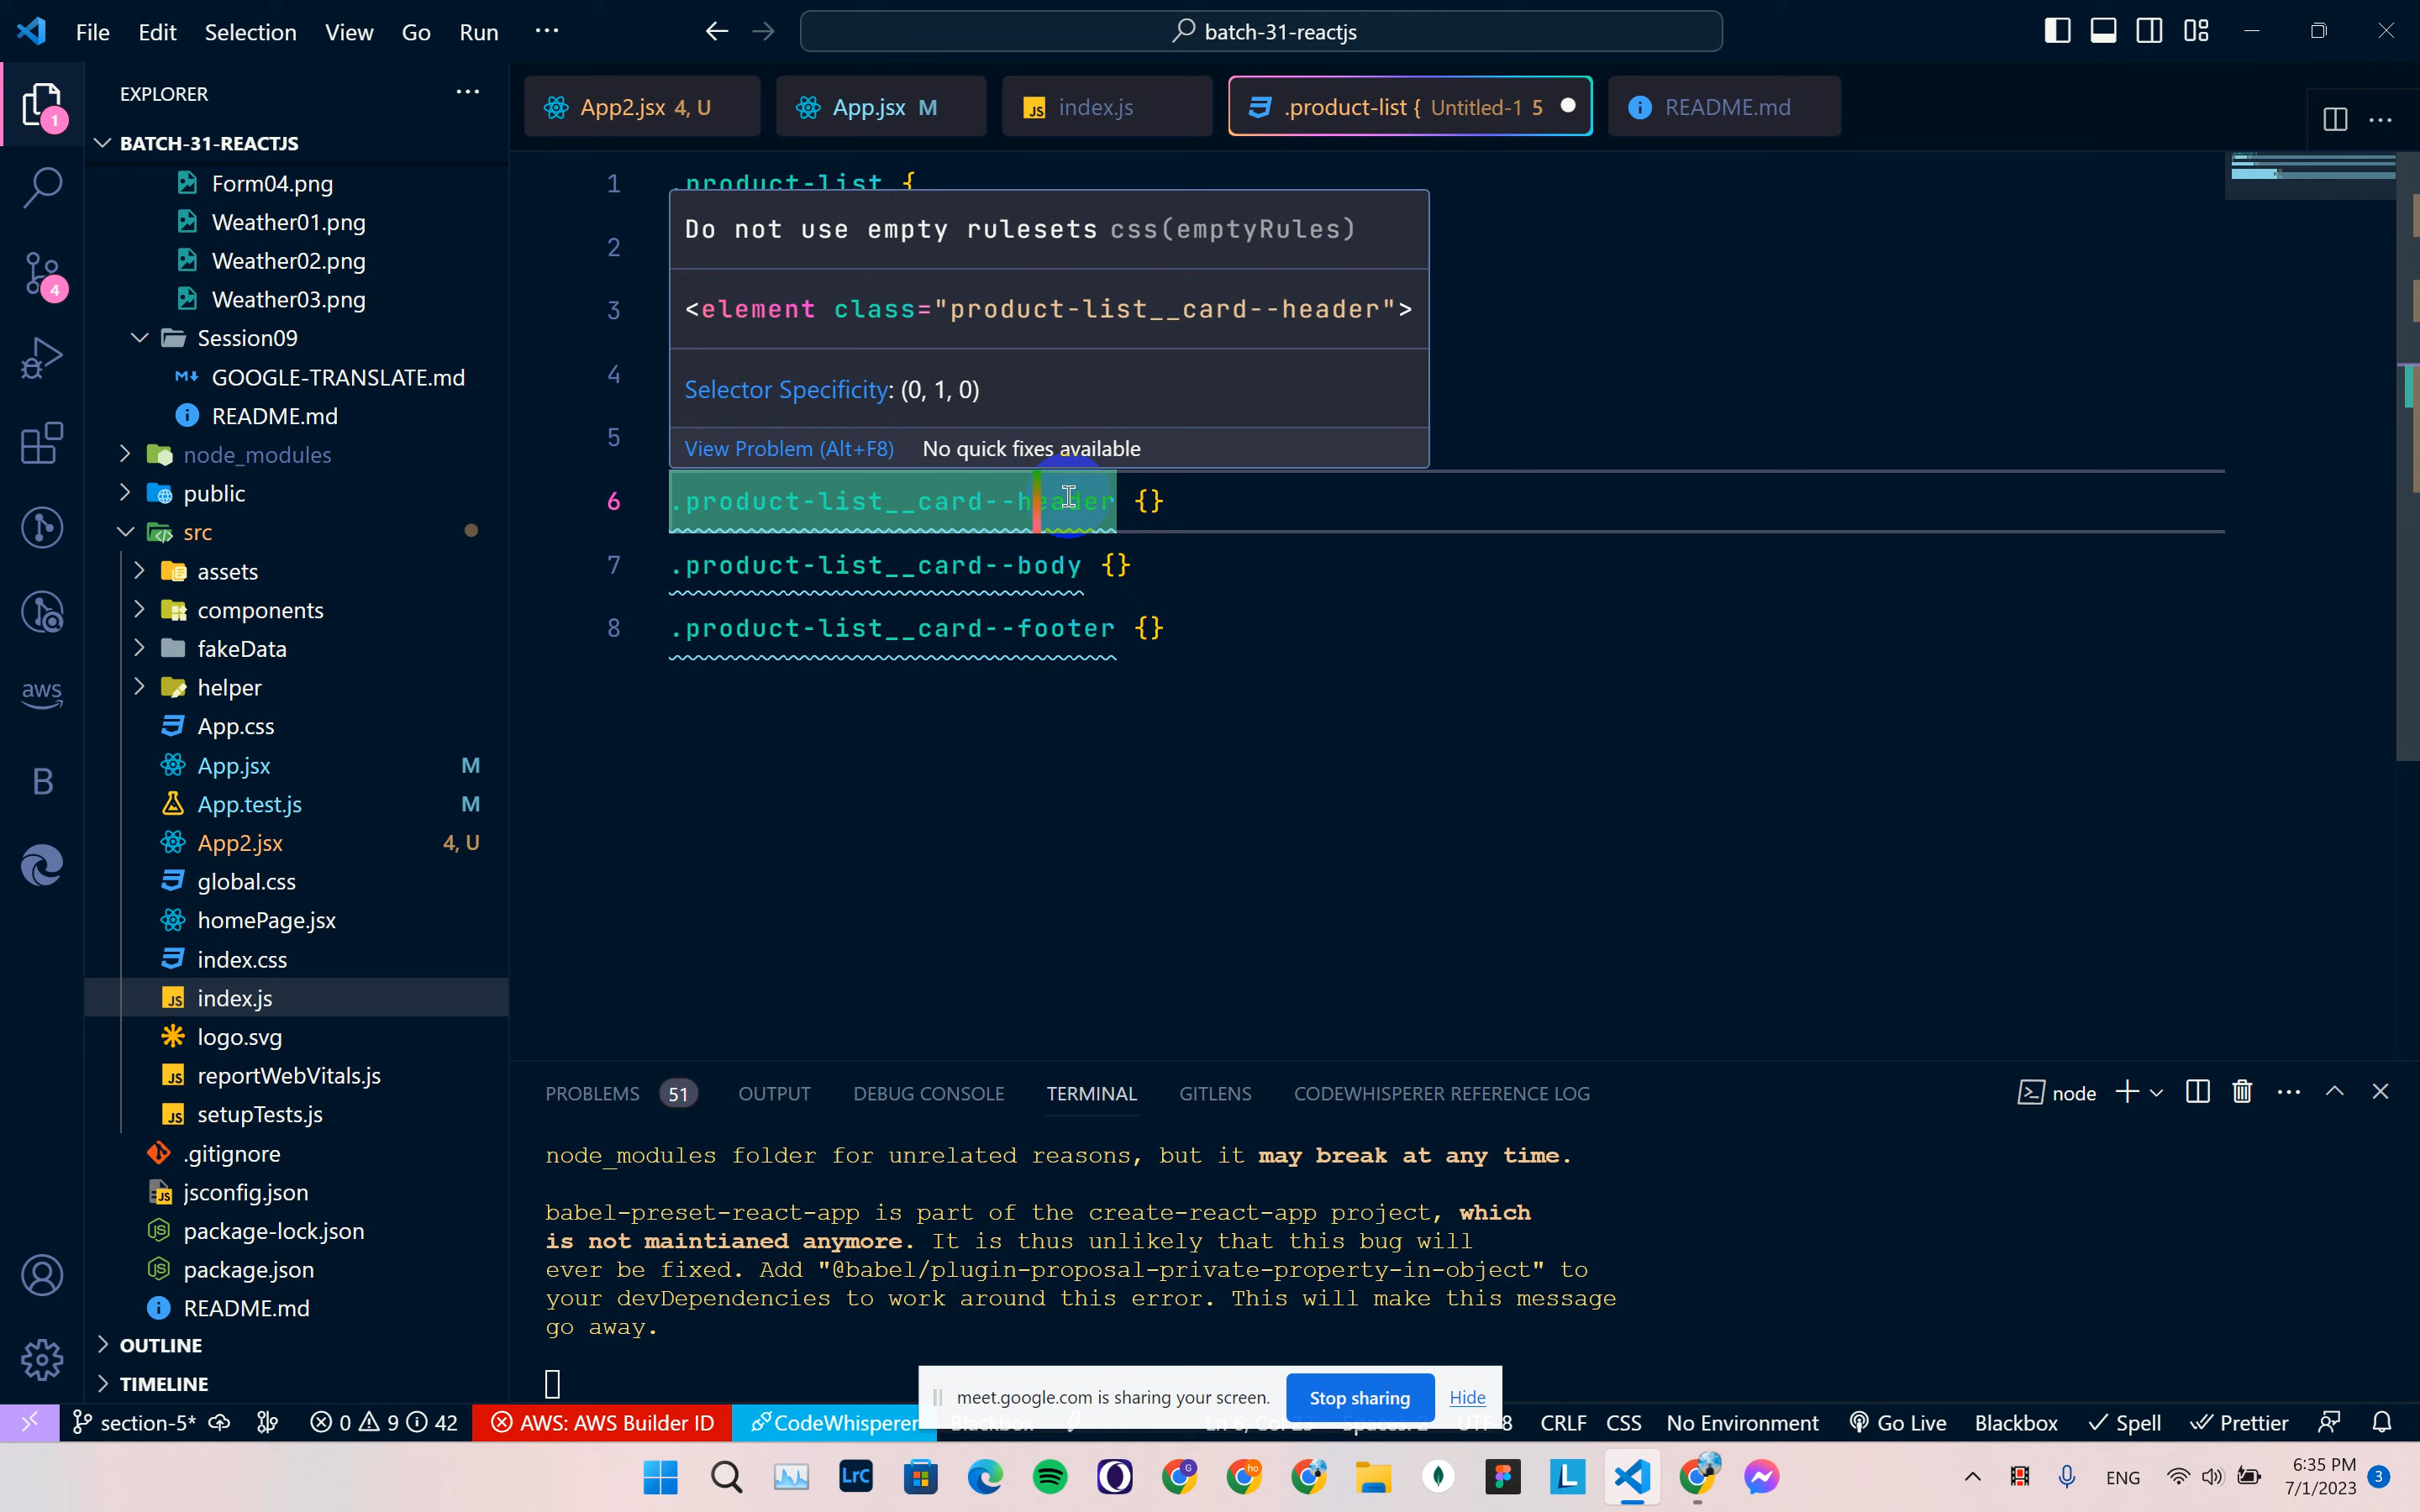 File Edit Selection View Go Run ··· batch-31-reactjs
EXPLORER ···
BATCH-31-REACTJS
Form04.png
Weather01.png
Weather02.png
Weather03.png
Session09
GOOGLE-TRANSLATE.md
README.md
node_modules
public
src
assets
components
fakeData
helper
App.css
App.jsx M
App.test.js M
App2.jsx 4, U
global.css
homePage.jsx
index.css
index.js
logo.svg
reportWebVitals.js
setupTests.js
.gitignore
jsconfig.json
package-lock.json
package.json
README.md
OUTLINE
TIMELINE
1
4
aws
B
App2.jsx 4, U App.jsx M index.js .product-list { Untitled-1 5 README.md
1 .product-list {
2
3
4
5
Do not use empty rulesets css(emptyRules)
<element class="product-list__card--header">
Selector Specificity: (0, 1, 0)
View Problem (Alt+F8) No quick fixes available
6 .product-list__card--header {}
7 .product-list__card--body {}
8 .product-list__card--footer {}
PROBLEMS 51 OUTPUT DEBUG CONSOLE TERMINAL GITLENS CODEWHISPERER REFERENCE LOG node
node_modules folder for unrelated reasons, but it may break at any time.
babel-preset-react-app is part of the create-react-app project, which
is not maintianed anymore. It is thus unlikely that this bug will
ever be fixed. Add "@babel/plugin-proposal-private-property-in-object" to
your devDependencies to work around this error. This will make this message
go away.
meet.google.com is sharing your screen. Stop sharing Hide
section-5* 0 9 42 AWS: AWS Builder ID CodeWhisperer Blackbox UTF-8 CRLF CSS No Environment Go Live Blackbox Spell Prettier
LrC G ho L ENG 6:35 PM
7/1/2023 3